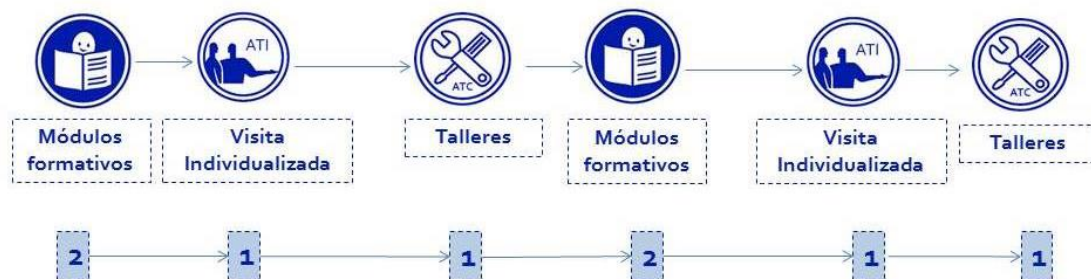 ATI
ATC
ATI
ATC
Módulos
formativos
Visita
Individualizada
Talleres
Módulos
formativos
Visita
Individualizada
Talleres
2
1
1
2
1
1